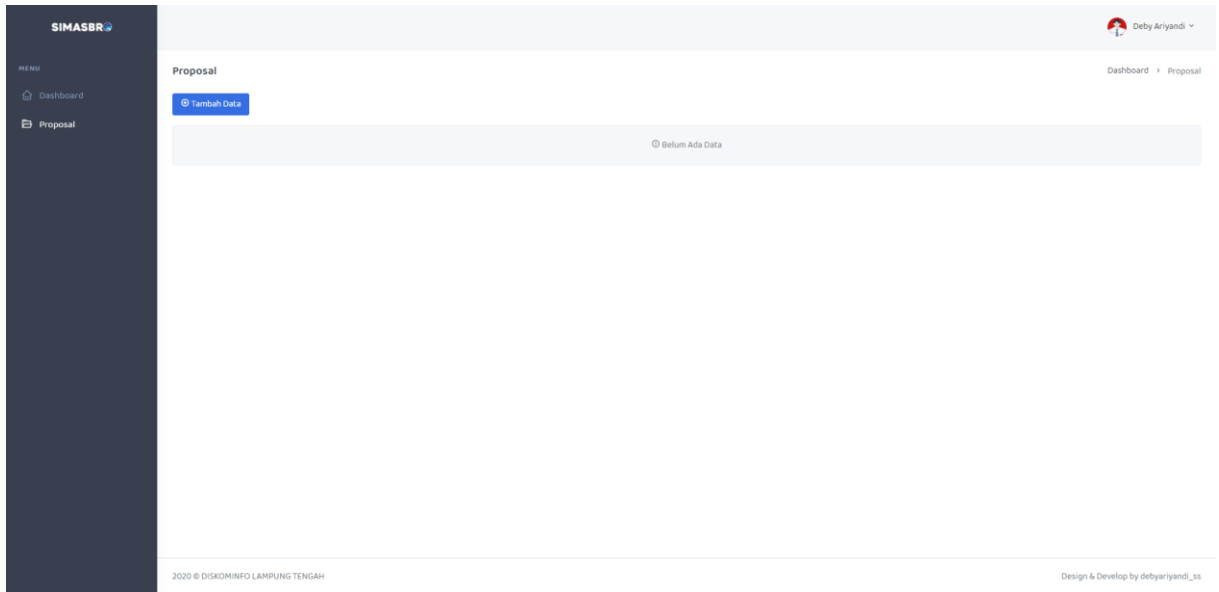 SIMASBRO
Deby Ariyandi
MENU
Dashboard
Proposal
Proposal
Dashboard > Proposal
Tambah Data
Belum Ada Data
2020 © DISKOMINFO LAMPUNG TENGAH
Design & Develop by debyariyandi_ss